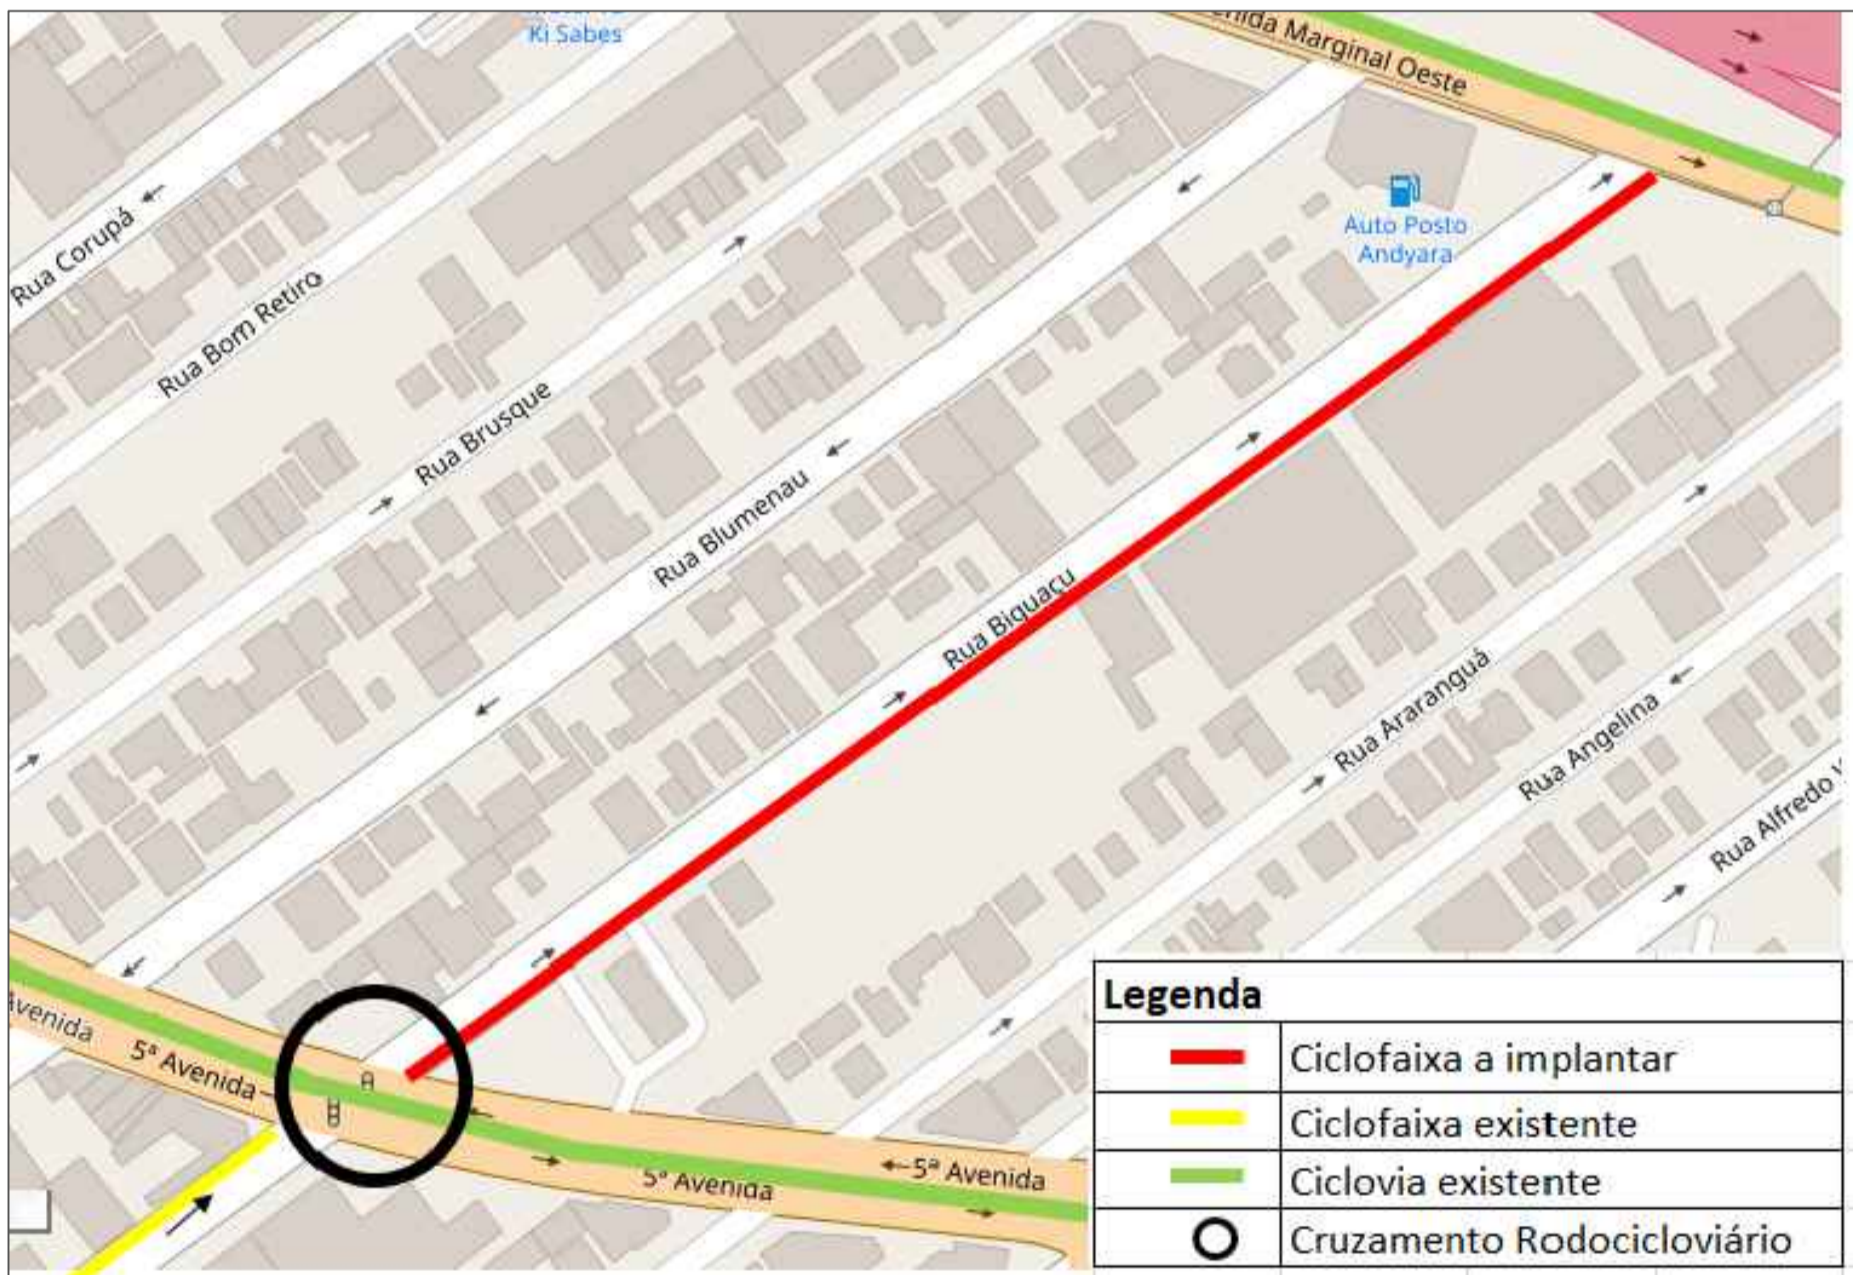 Ki Sabes
enida Marginal Oeste
Auto Posto
Andyara
Rua Corupá
Rua Bom Retiro
Rua Brusque
Rua Blumenau
Rua Biguaçu
Rua Araranguá
Rua Angelina
Rua Alfredo
Avenida
5ª Avenida
5ª Avenida
5ª Avenida
Legenda
Ciclofaixa a implantar
Ciclofaixa existente
Ciclovia existente
Cruzamento Rodocicloviário